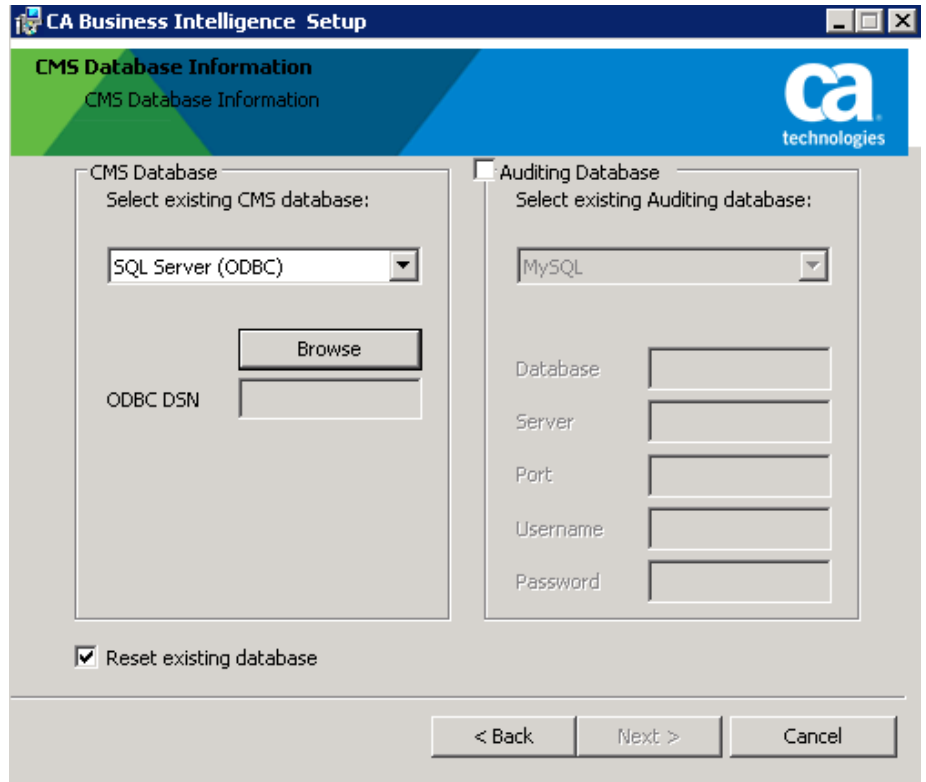 CA Business Intelligence Setup
CMS Database Information
CMS Database Information
ca
technologies
CMS Database
Select existing CMS database:
SQL Server (ODBC)
Browse
ODBC DSN
Auditing Database
Select existing Auditing database:
MySQL
Database
Server
Port
Username
Password
Reset existing database
< Back
Next >
Cancel